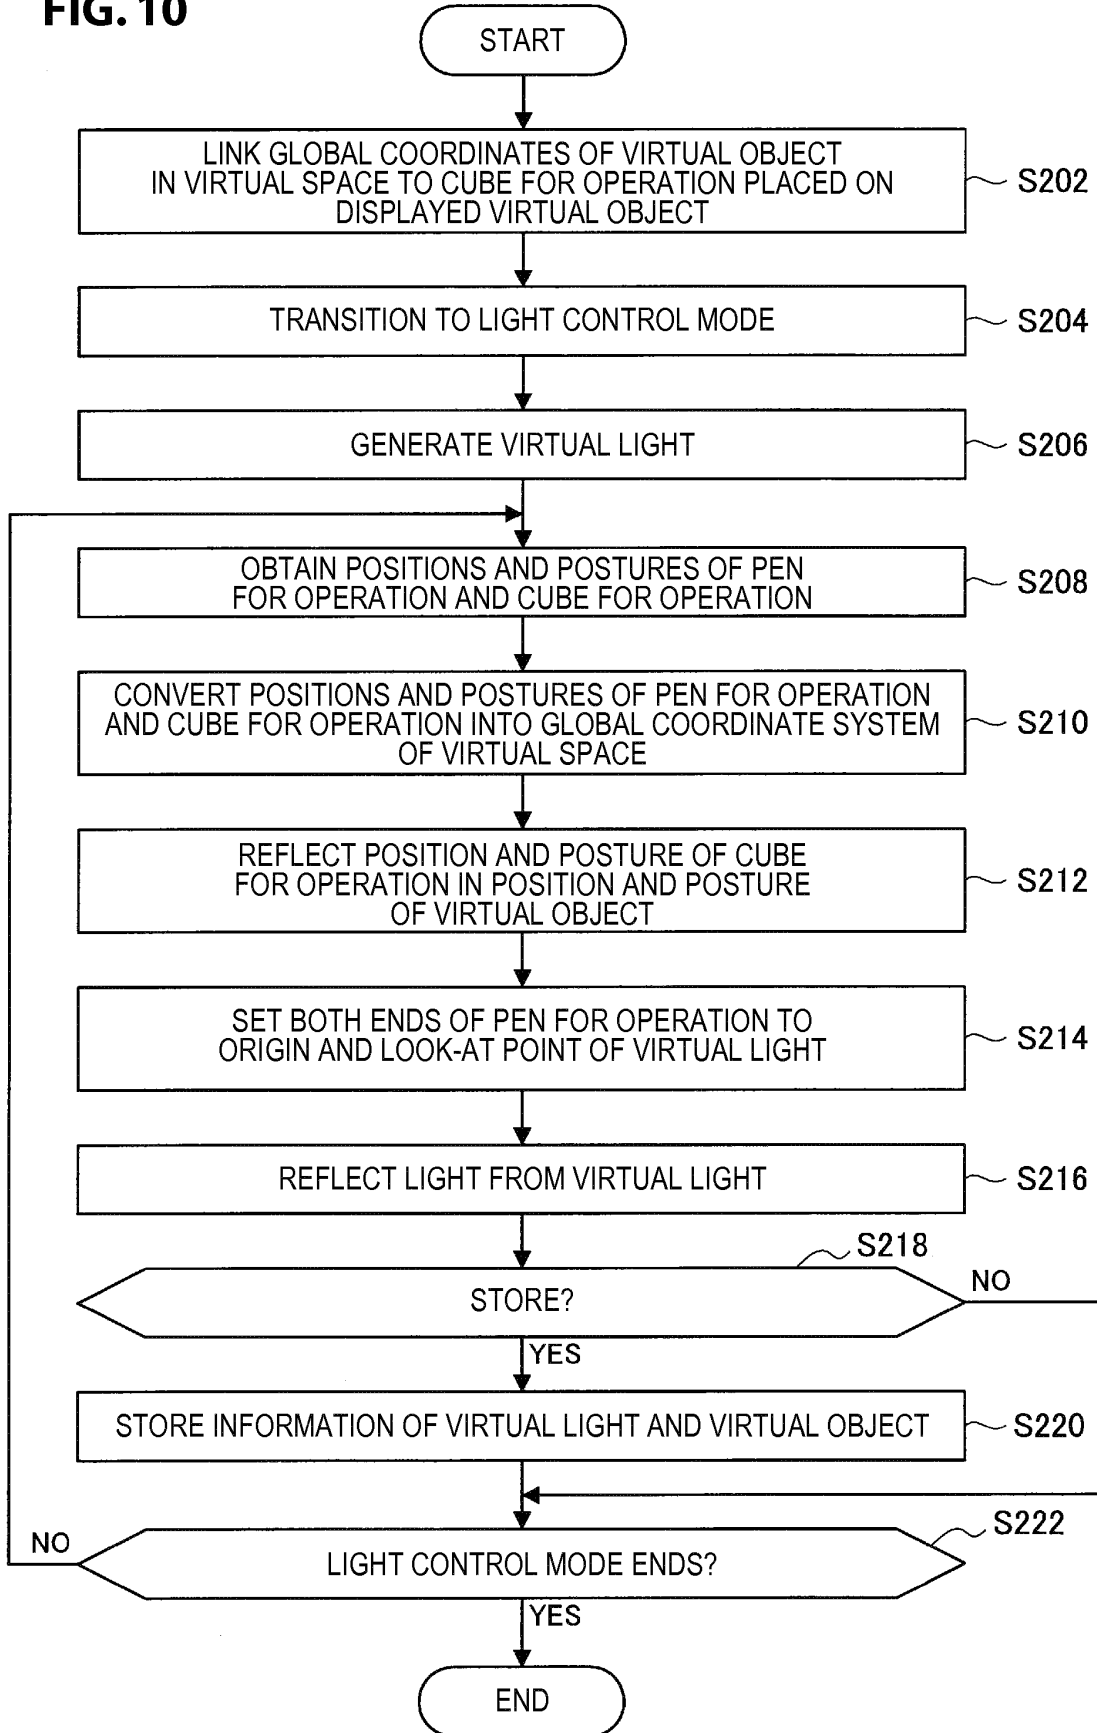 FIG. 10
START
LINK GLOBAL COORDINATES OF VIRTUAL OBJECT
IN VIRTUAL SPACE TO CUBE FOR OPERATION PLACED ON
DISPLAYED VIRTUAL OBJECT
S202
TRANSITION TO LIGHT CONTROL MODE
S204
GENERATE VIRTUAL LIGHT
S206
OBTAIN POSITIONS AND POSTURES OF PEN
FOR OPERATION AND CUBE FOR OPERATION
S208
CONVERT POSITIONS AND POSTURES OF PEN FOR OPERATION
AND CUBE FOR OPERATION INTO GLOBAL COORDINATE SYSTEM
OF VIRTUAL SPACE
S210
REFLECT POSITION AND POSTURE OF CUBE
FOR OPERATION IN POSITION AND POSTURE
OF VIRTUAL OBJECT
S212
SET BOTH ENDS OF PEN FOR OPERATION TO
ORIGIN AND LOOK-AT POINT OF VIRTUAL LIGHT
S214
REFLECT LIGHT FROM VIRTUAL LIGHT
S216
S218
STORE?
NO
YES
STORE INFORMATION OF VIRTUAL LIGHT AND VIRTUAL OBJECT
S220
S222
NO
LIGHT CONTROL MODE ENDS?
YES
END